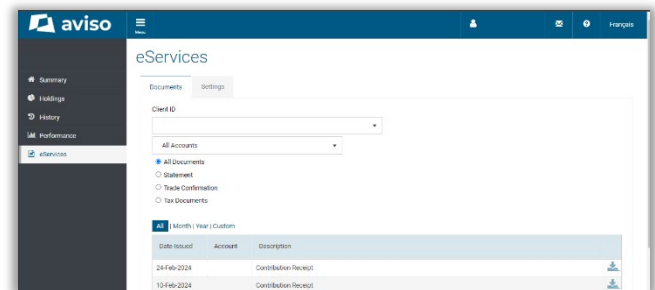 aviso
Menu
Français
eServices
Summary
Holdings
History
Performance
eServices
Documents Settings
Client ID
All Accounts
All Documents
Statement
Trade Confirmation
Tax Documents
All | Month | Year | Custom
Date Issued Account Description
24-Feb-2024 Contribution Receipt
10-Feb-2024 Contribution Receipt